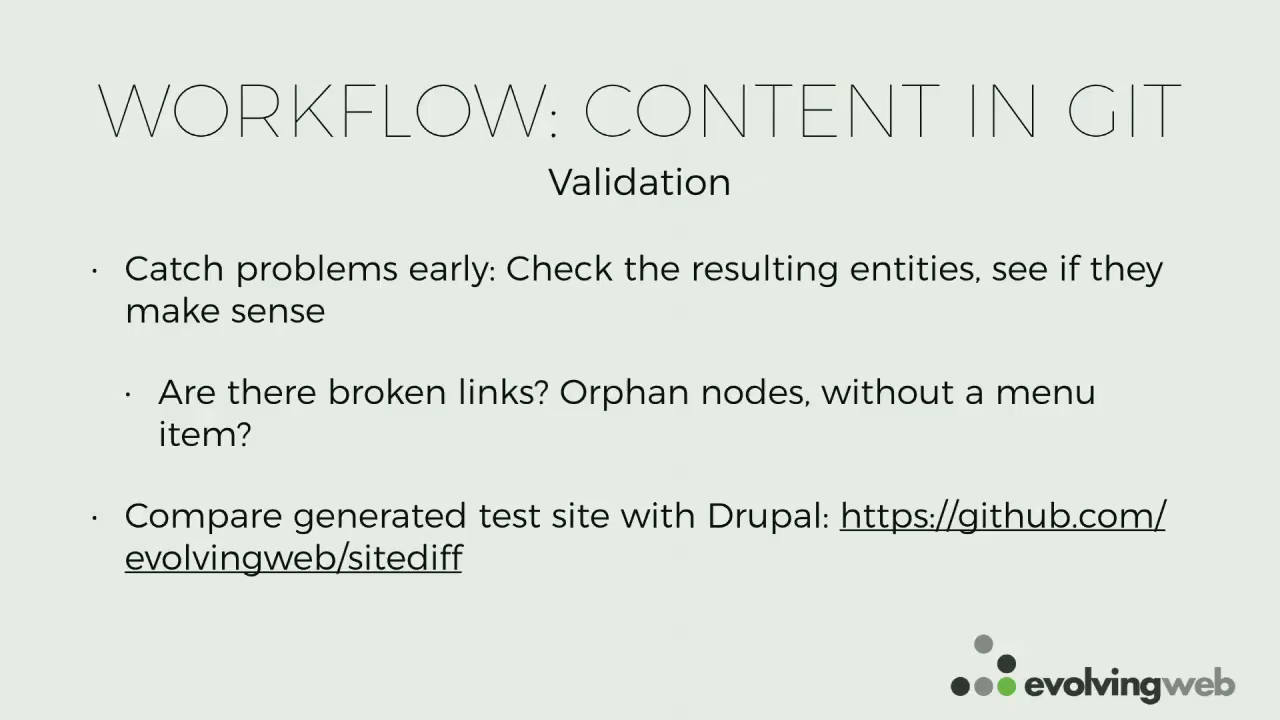 WORKFLOW: CONTENT IN GIT
Validation
· Catch problems early: Check the resulting entities, see if they
make sense
· Are there broken links? Orphan nodes, without a menu
item?
· Compare generated test site with Drupal: https://github.com/
evolvingweb/sitediff
evolvingweb